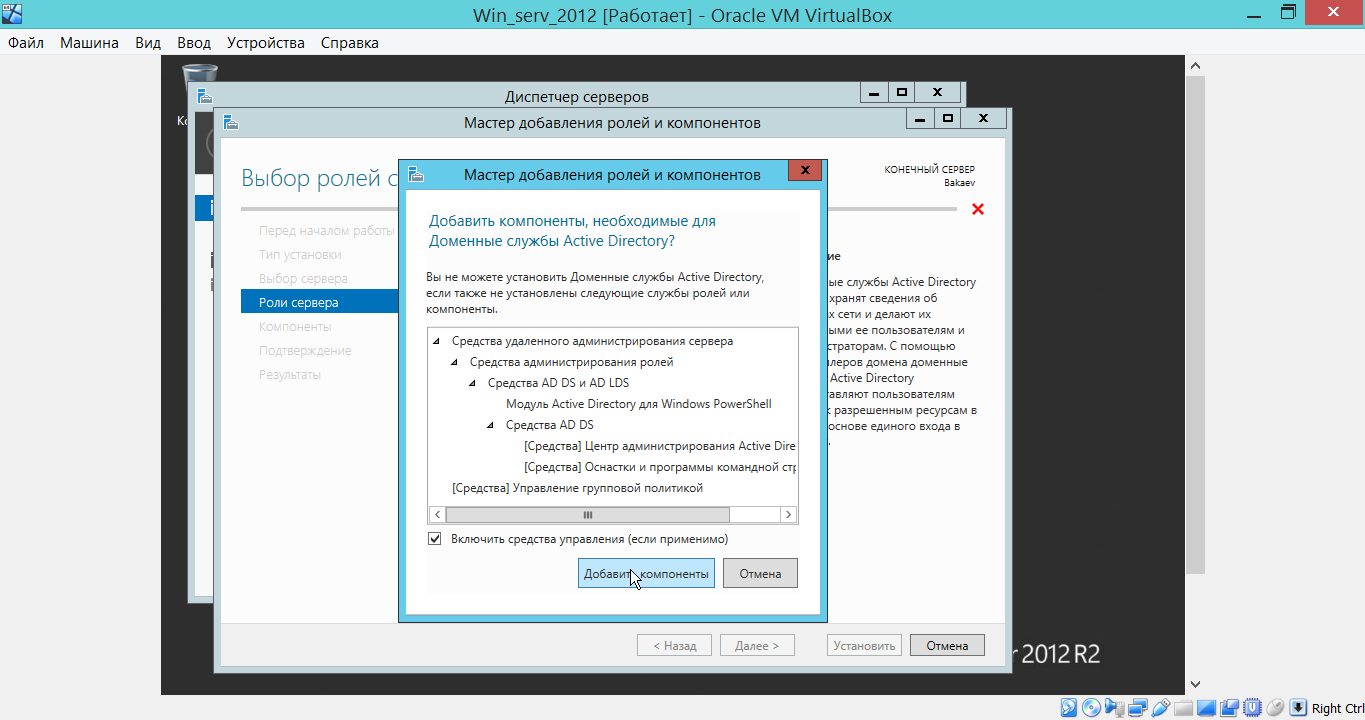 Win_serv_2012 [Работает] - Oracle VM VirtualBox
Файл Машина Вид Ввод Устройства Справка
Диспетчер серверов
Мастер добавления ролей и компонентов
Выбор ролей с
КОНЕЧНЫЙ СЕРВЕР
Bakaev
Перед началом работы
Тип установки
Выбор сервера
Роли сервера
Компоненты
Подтверждение
Результаты
Мастер добавления ролей и компонентов
Добавить компоненты, необходимые для
Доменные службы Active Directory?
Вы не можете установить Доменные службы Active Directory,
если также не установлены следующие службы ролей или
компоненты.
Средства удаленного администрирования сервера
Средства администрирования ролей
Средства AD DS и AD LDS
Модуль Active Directory для Windows PowerShell
Средства AD DS
[Средства] Центр администрирования Active Dire
[Средства] Оснастки и программы командной стр
[Средства] Управление групповой политикой
Включить средства управления (если применимо)
Добавить компоненты Отмена
ие
ые службы Active Directory
хранят сведения об
х сети и делают их
ыми ее пользователям и
страторам. С помощью
ллеров домена доменные
Active Directory
тавляют пользователям
к разрешенным ресурсам в
основе единого входа в
< Назад Далее > Установить Отмена
2012 R2
Right Ctrl